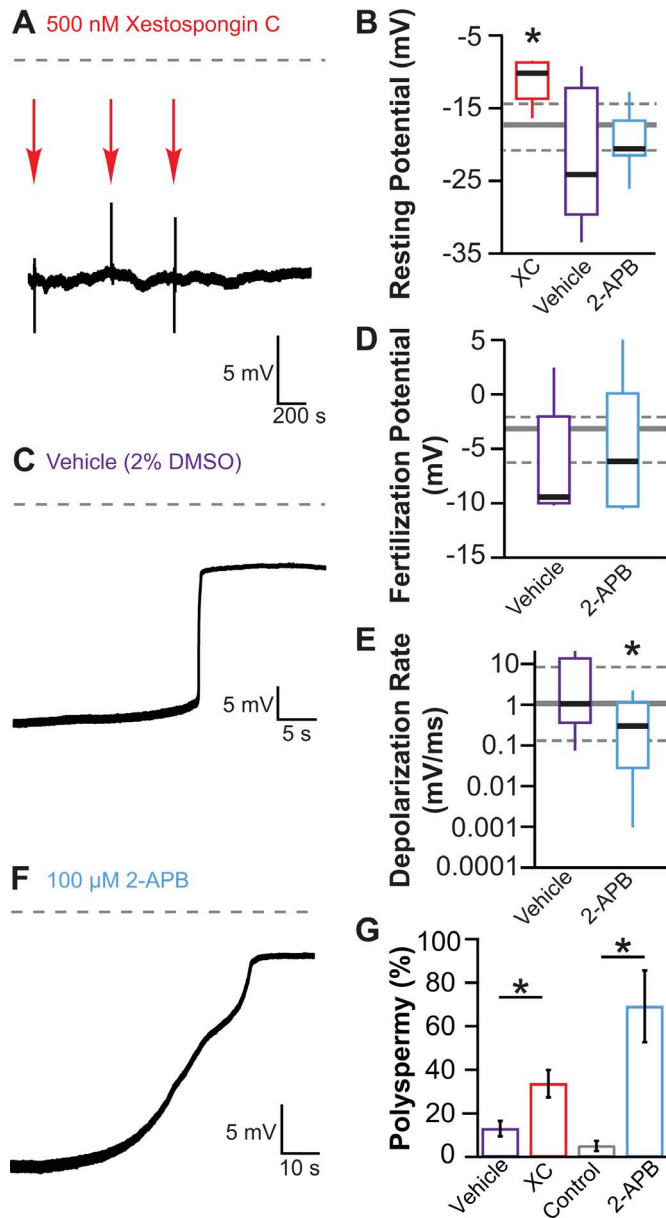 A 500 nM Xestospongin C
5 mV
200 s
B
Resting Potential (mV)
-5
-15
-25
-35
*
XC
Vehicle
2-APB
C Vehicle (2% DMSO)
5 mV
5 s
D
Fertilization Potential
(mV)
5
0
-5
-10
-15
Vehicle
2-APB
E
Depolarization Rate
(mV/ms)
10
1
0.1
0.01
0.001
0.0001
*
Vehicle
2-APB
F 100 µM 2-APB
5 mV
10 s
G
Polyspermy (%)
100
80
60
40
20
0
*
*
Vehicle
XC
Control
2-APB